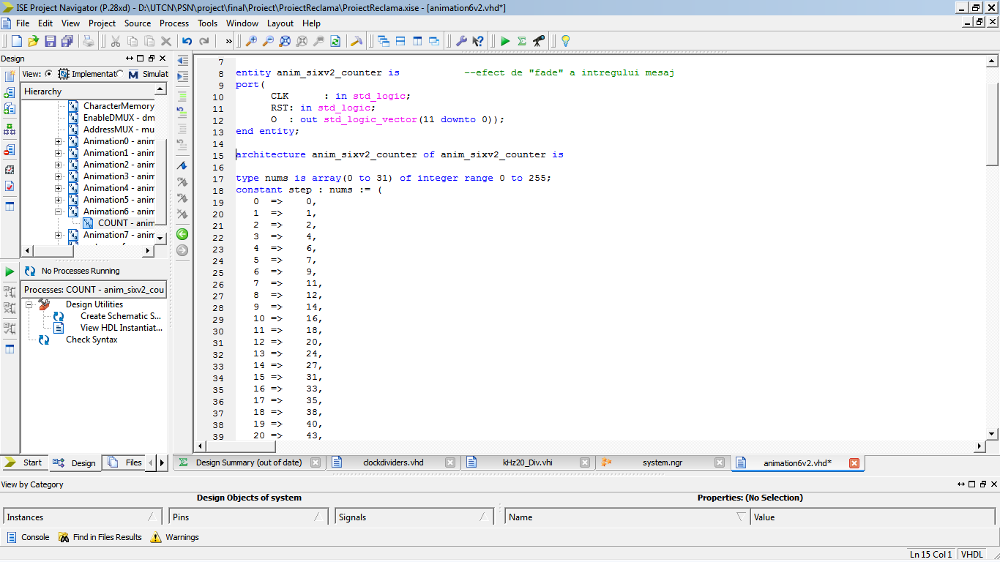 ISE Project Navigator (P.28xd) - D:\UTCN\PSN\project\final\Proiect\ProiectReclama\ProiectReclama.xise - [animation6v2.vhd*]
File Edit View Project Source Process Tools Window Layout Help
Design
View: Implementat Simulat
Hierarchy
CharacterMemory
EnableDMUX - dm
AddressMUX - mu
Animation0 - anim
Animation1 - anim
Animation2 - anim
Animation3 - anim
Animation4 - anim
Animation5 - anim
Animation6 - anim
COUNT - anim
Animation7 - anim
No Processes Running
Processes: COUNT - anim_sixv2_cou
Design Utilities
Create Schematic S...
View HDL Instantiat...
Check Syntax
Start Design Files
7
8 entity anim_sixv2_counter is --efect de "fade" a intregului mesaj
9 port(
10 CLK : in std_logic;
11 RST: in std_logic;
12 O : out std_logic_vector(11 downto 0));
13 end entity;
14
15 architecture anim_sixv2_counter of anim_sixv2_counter is
16
17 type nums is array(0 to 31) of integer range 0 to 255;
18 constant step : nums := (
19 0 => 0,
20 1 => 1,
21 2 => 2,
22 3 => 4,
23 4 => 6,
24 5 => 7,
25 6 => 9,
26 7 => 11,
27 8 => 12,
28 9 => 14,
29 10 => 16,
30 11 => 18,
31 12 => 20,
32 13 => 24,
33 14 => 27,
34 15 => 31,
35 16 => 33,
36 17 => 35,
37 18 => 38,
38 19 => 40,
39 20 => 43,
Design Summary (out of date) clockdividers.vhd kHz20_Div.vhi system.ngr animation6v2.vhd*
View by Category
Design Objects of system Properties: (No Selection)
Instances Pins Signals Name Value
Console Find in Files Results Warnings
Ln 15 Col 1 VHDL